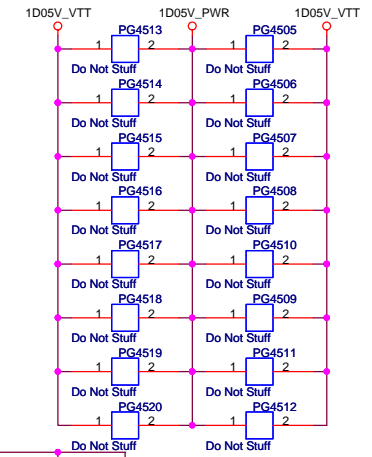 1D05V_VTT 1D05V_PWR 1D05V_VTT
PG4513 PG4505
1 2 1 2
Do Not Stuff Do Not Stuff
PG4514 PG4506
1 2 1 2
Do Not Stuff Do Not Stuff
PG4515 PG4507
1 2 1 2
Do Not Stuff Do Not Stuff
PG4516 PG4508
1 2 1 2
Do Not Stuff Do Not Stuff
PG4517 PG4510
1 2 1 2
Do Not Stuff Do Not Stuff
PG4518 PG4509
1 2 1 2
Do Not Stuff Do Not Stuff
PG4519 PG4511
1 2 1 2
Do Not Stuff Do Not Stuff
PG4520 PG4512
1 2 1 2
Do Not Stuff Do Not Stuff